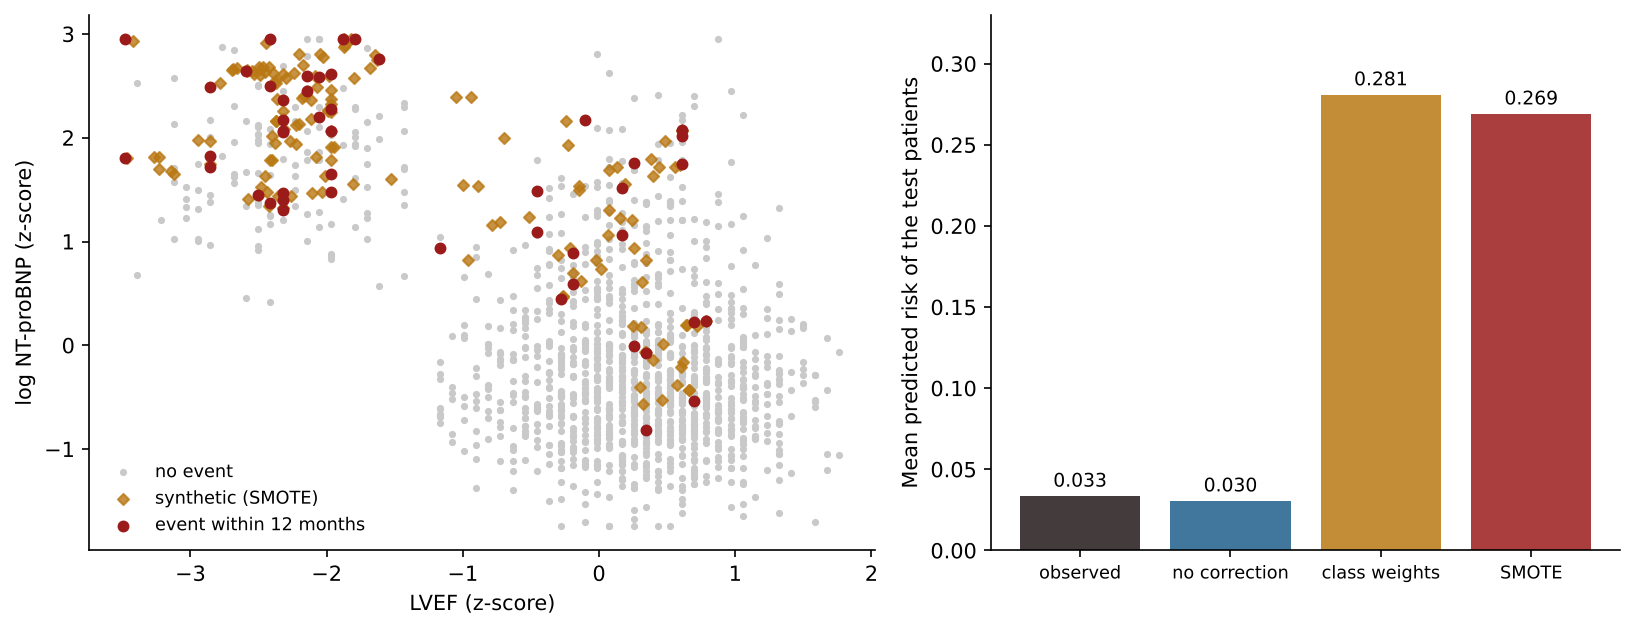 3
2
1
0
−1
log NT-proBNP (z-score)
no event
synthetic (SMOTE)
event within 12 months
−3
−2
−1
0
1
2
LVEF (z-score)
Mean predicted risk of the test patients
0.30
0.25
0.20
0.15
0.10
0.05
0.00
0.033
0.030
0.281
0.269
observed
no correction
class weights
SMOTE